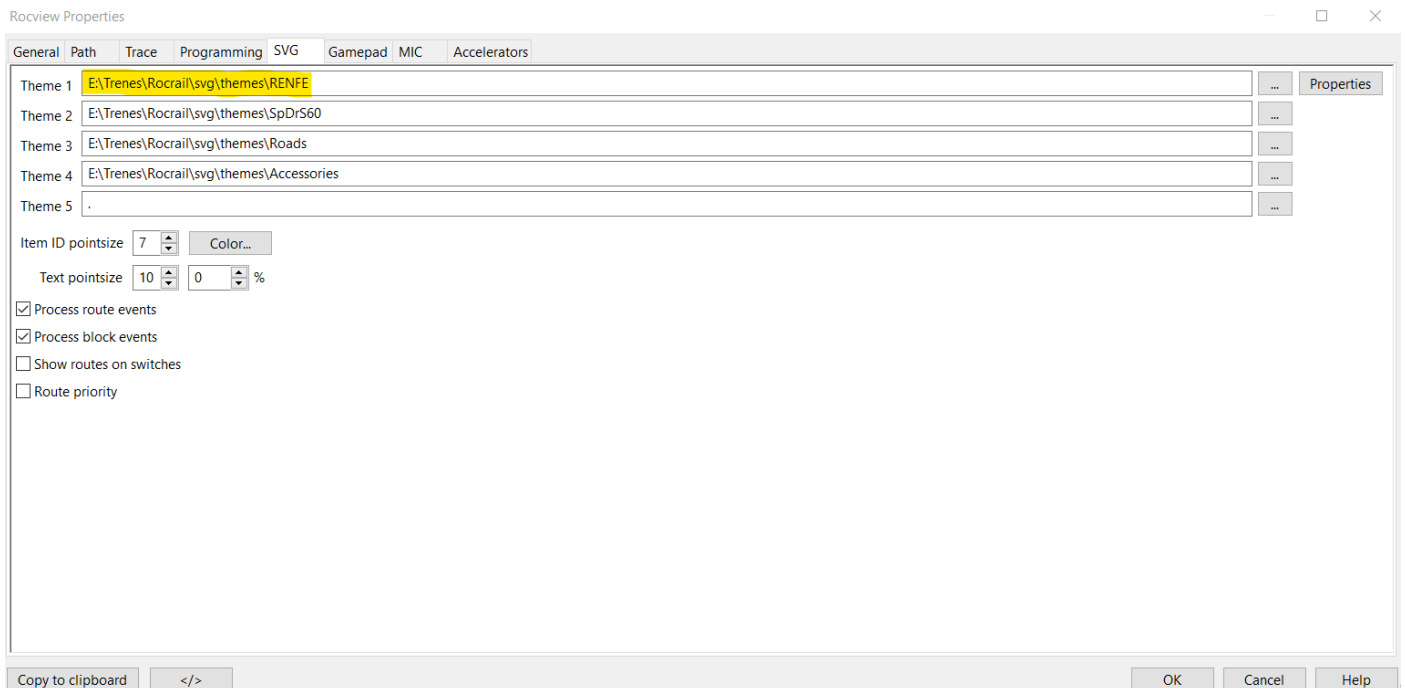 Rocview Properties
General Path Trace Programming SVG Gamepad MIC Accelerators
Theme 1 E:\Trenes\Rocrail\svg\themes\RENFE ... Properties
Theme 2 E:\Trenes\Rocrail\svg\themes\SpDrS60 ...
Theme 3 E:\Trenes\Rocrail\svg\themes\Roads ...
Theme 4 E:\Trenes\Rocrail\svg\themes\Accessories ...
Theme 5 . ...
Item ID pointsize 7 Color...
Text pointsize 10 0 %
Process route events
Process block events
Show routes on switches
Route priority
Copy to clipboard </> OK Cancel Help